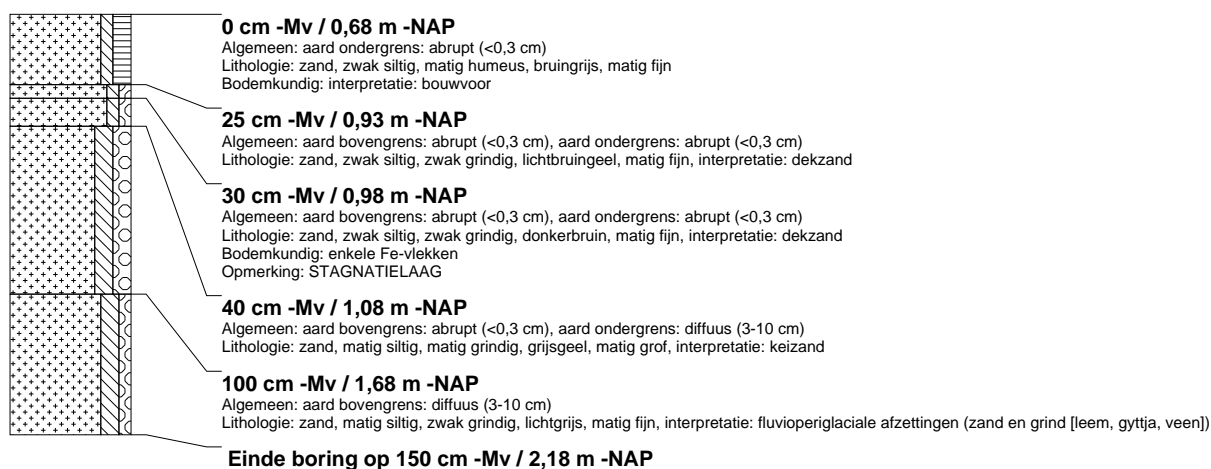 0 cm -Mv / 0,68 m -NAP
Algemeen: aard ondergrens: abrupt (<0,3 cm)
Lithologie: zand, zwak siltig, matig humeus, bruingrijs, matig fijn
Bodemkundig: interpretatie: bouwvoor
25 cm -Mv / 0,93 m -NAP
Algemeen: aard bovengrens: abrupt (<0,3 cm), aard ondergrens: abrupt (<0,3 cm)
Lithologie: zand, zwak siltig, zwak grindig, lichtbruingeel, matig fijn, interpretatie: dekzand
30 cm -Mv / 0,98 m -NAP
Algemeen: aard bovengrens: abrupt (<0,3 cm), aard ondergrens: abrupt (<0,3 cm)
Lithologie: zand, zwak siltig, zwak grindig, donkerbruin, matig fijn, interpretatie: dekzand
Bodemkundig: enkele Fe-vlekken
Opmerking: STAGNATIELAAG
40 cm -Mv / 1,08 m -NAP
Algemeen: aard bovengrens: abrupt (<0,3 cm), aard ondergrens: diffuus (3-10 cm)
Lithologie: zand, matig siltig, matig grindig, grijsgeel, matig grof, interpretatie: keizand
100 cm -Mv / 1,68 m -NAP
Algemeen: aard bovengrens: diffuus (3-10 cm)
Lithologie: zand, matig siltig, zwak grindig, lichtgrijs, matig fijn, interpretatie: fluvioperiglaciale afzettingen (zand en grind [leem, gyttja, veen])
Einde boring op 150 cm -Mv / 2,18 m -NAP